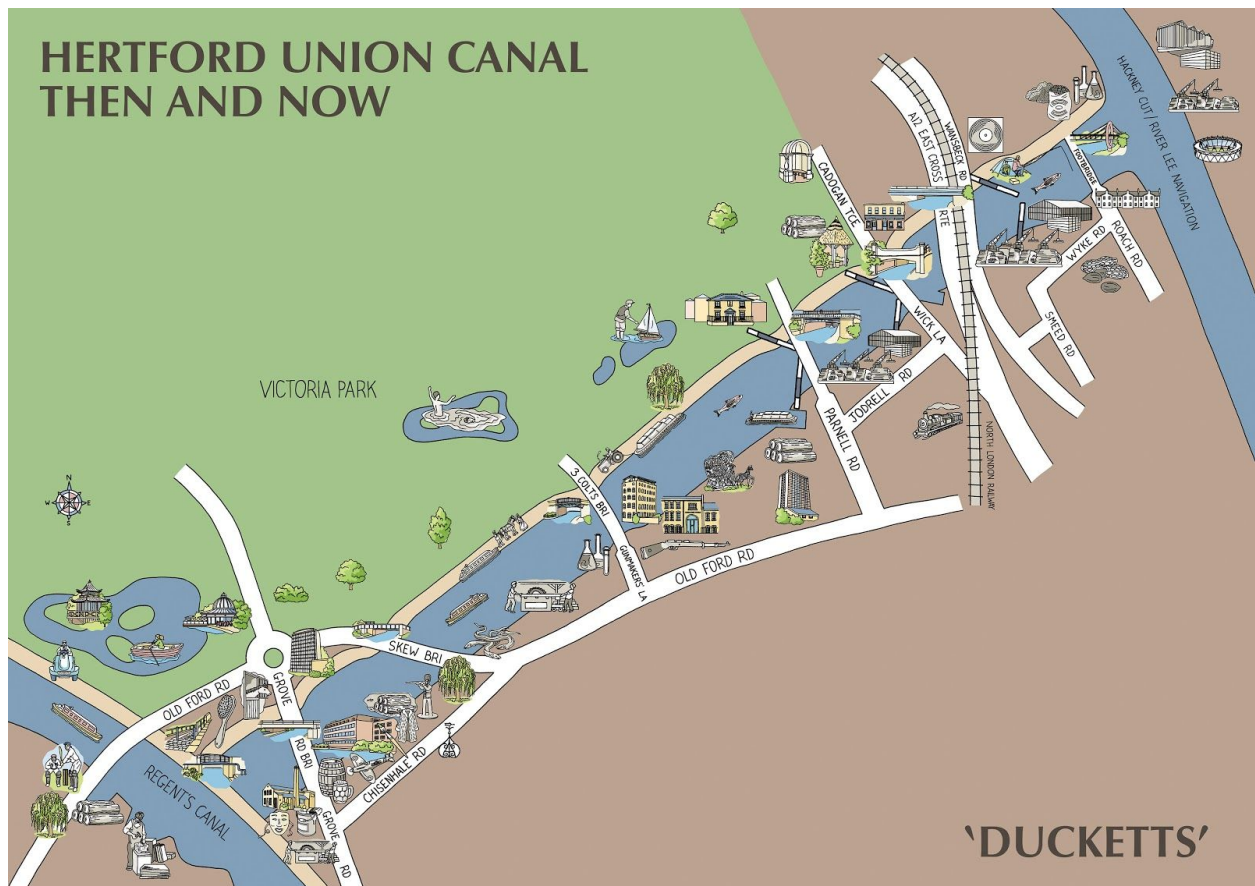 HERTFORD UNION CANAL
THEN AND NOW
HACKNEY CUT/RIVER LEE NAVIGATION
A12 EAST CROSS
RTE
WANSBECK RD
FOOTBRIDGE
CADOGAN TCE
ROACH RD
WYKE RD
SMEED RD
WICK LA
JODRELL RD
PARNELL RD
NORTH LONDON RAILWAY
VICTORIA PARK
N
W E
S
3 COLTS BRI
GUNMAKERS' LA
OLD FORD RD
SKEW BRI
OLD FORD RD
GROVE
RD BRI
CHISENHALE RD
GROVE
RD
REGENT'S CANAL
'DUCKETTS'